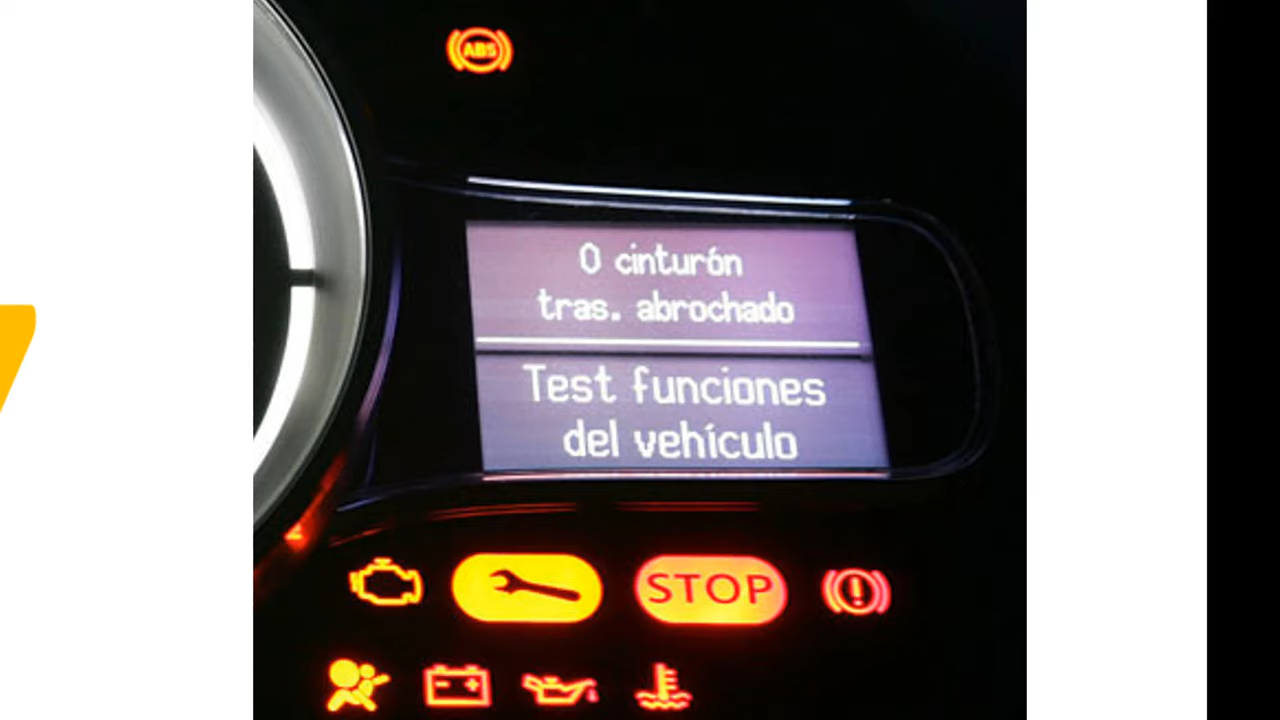 ABS
0 cinturón
tras. abrochado
Test funciones
del vehículo
STOP